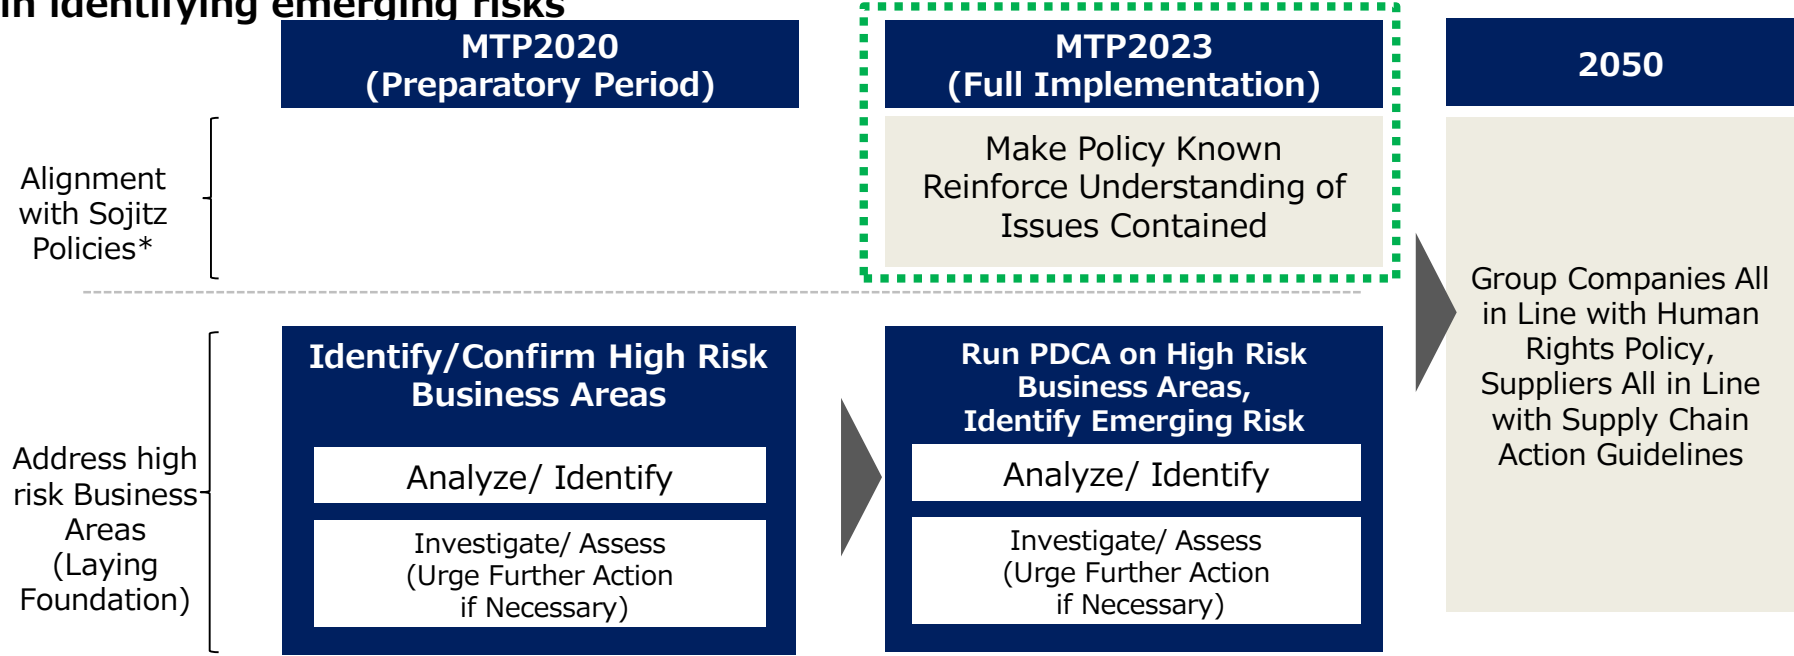 in identifying emerging risks
MTP2020
(Preparatory Period)
MTP2023
(Full Implementation)
2050
Alignment
with Sojitz
Policies*
Make Policy Known
Reinforce Understanding of
Issues Contained
Address high
risk Business
Areas
(Laying
Foundation)
Identify/Confirm High Risk
Business Areas
Analyze/ Identify
Investigate/ Assess
(Urge Further Action
if Necessary)
Run PDCA on High Risk
Business Areas,
Identify Emerging Risk
Analyze/ Identify
Investigate/ Assess
(Urge Further Action
if Necessary)
Group Companies All
in Line with Human
Rights Policy,
Suppliers All in Line
with Supply Chain
Action Guidelines